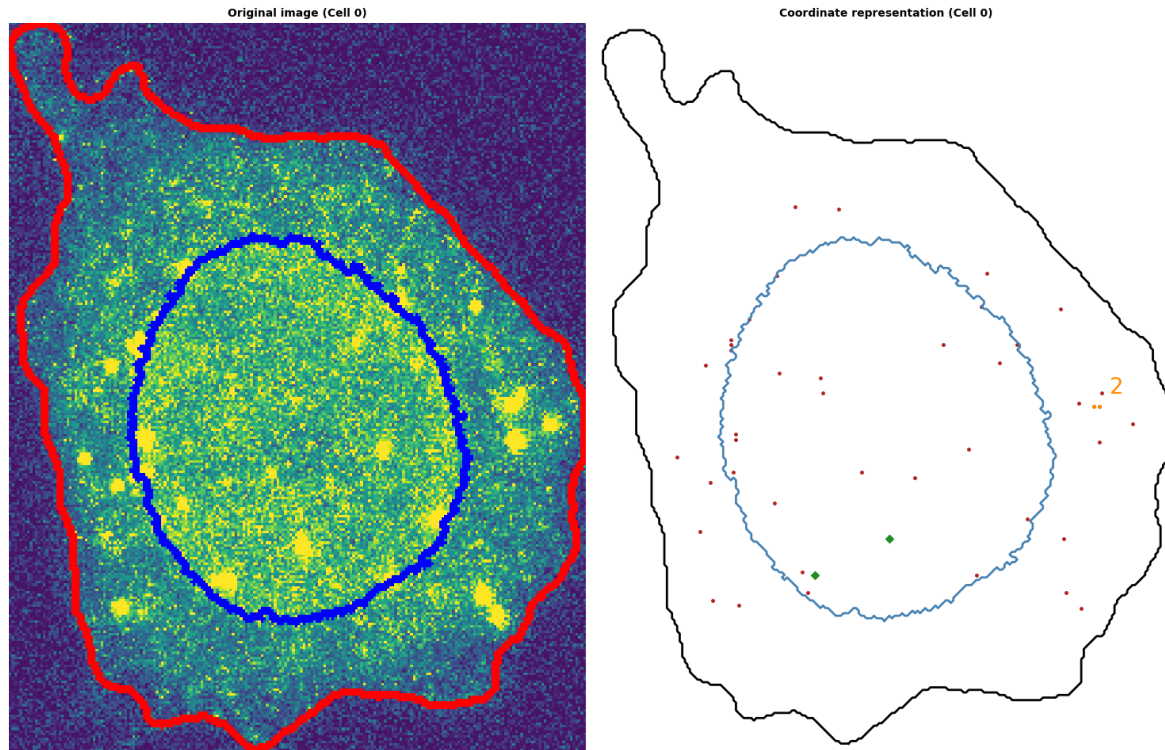 Original image (Cell 0)
Coordinate representation (Cell 0)
2